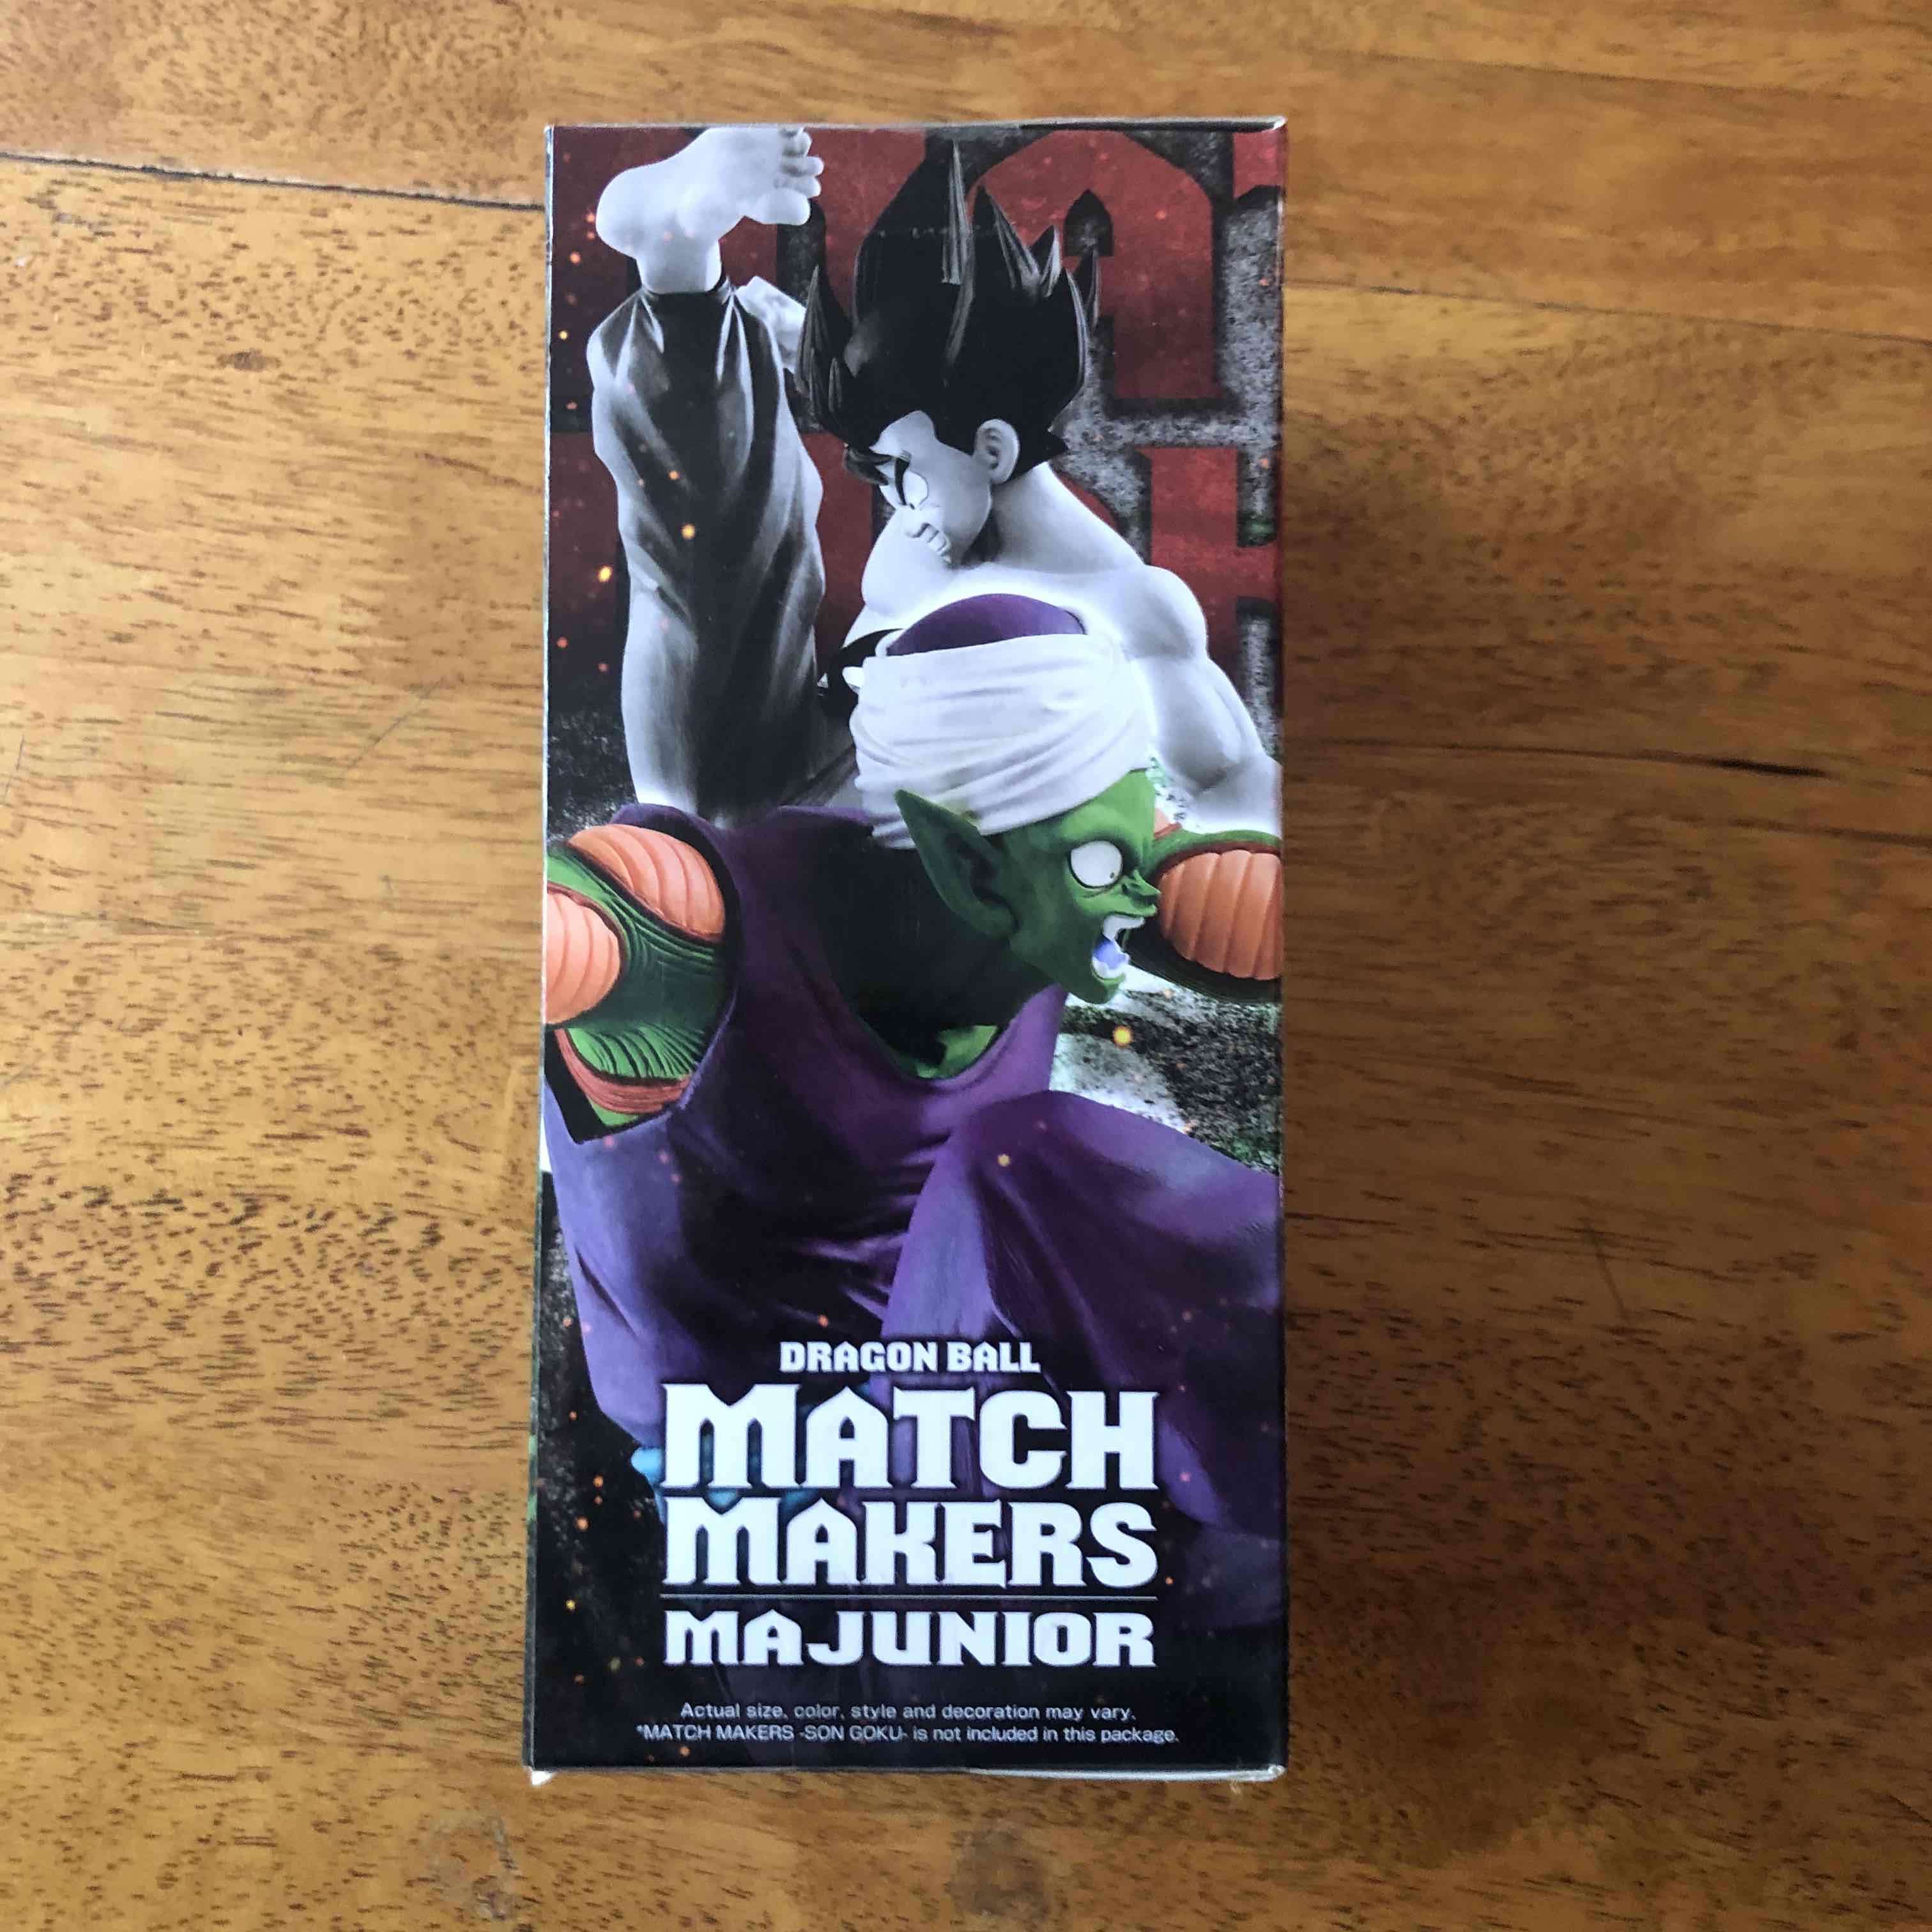 DRAGON BALL
MATCH
MAKERS
MAJUNIOR
Actual size, color, style and decoration may vary.
*MATCH MAKERS -SON GOKU- is not included in this package.